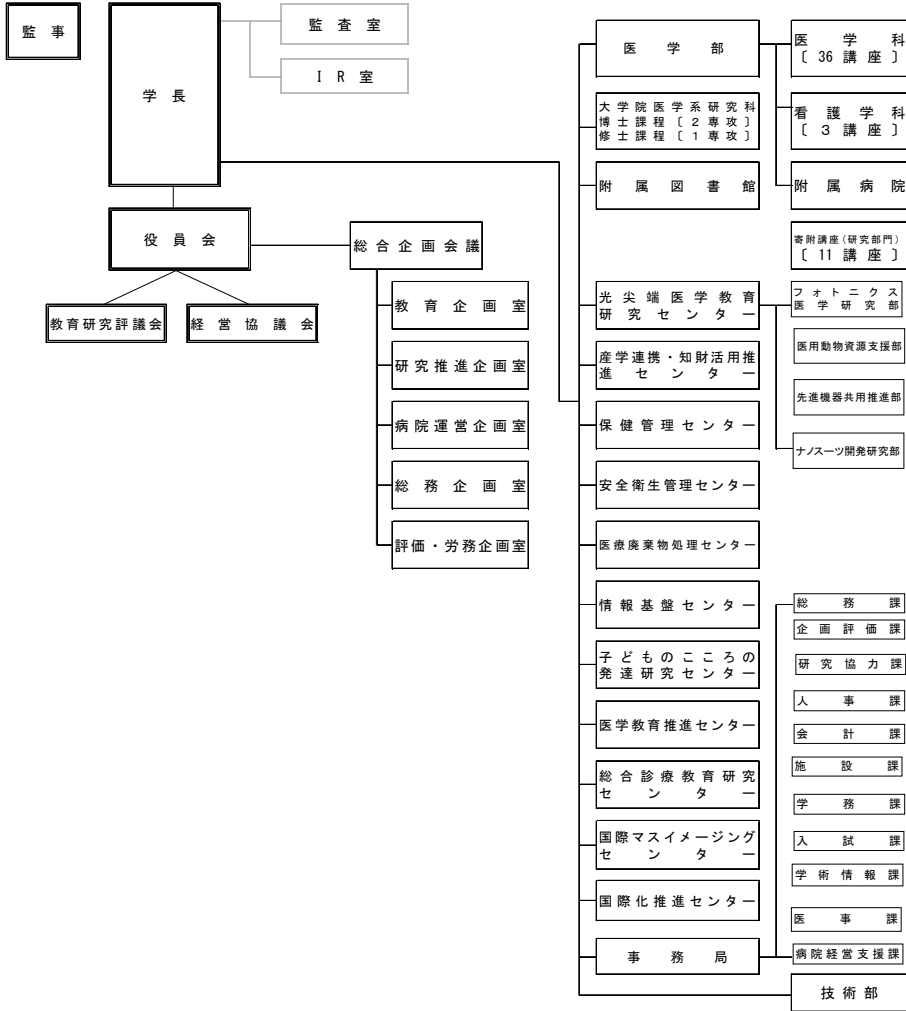 監事
学長
監査室
IR室
役員会
教育研究評議会
経営協議会
総合企画会議
教育企画室
研究推進企画室
病院運営企画室
総務企画室
評価・労務企画室
医学部
大学院医学系研究科
博士課程〔2専攻〕
修士課程〔1専攻〕
附属図書館
光尖端医学教育
研究センター
産学連携・知財活用推
進センター
保健管理センター
安全衛生管理センター
医療廃棄物処理センター
情報基盤センター
子どものこころの
発達研究センター
医学教育推進センター
総合診療教育研究
センター
国際マスイメージング
センター
国際化推進センター
事務局
医学科
〔36講座〕
看護学科
〔3講座〕
附属病院
寄附講座(研究部門)
〔11講座〕
フォトニクス
医学研究部
医用動物資源支援部
先進機器共用推進部
ナノスーツ開発研究部
総務課
企画評価課
研究協力課
人事課
会計課
施設課
学務課
入試課
学術情報課
医事課
病院経営支援課
技術部